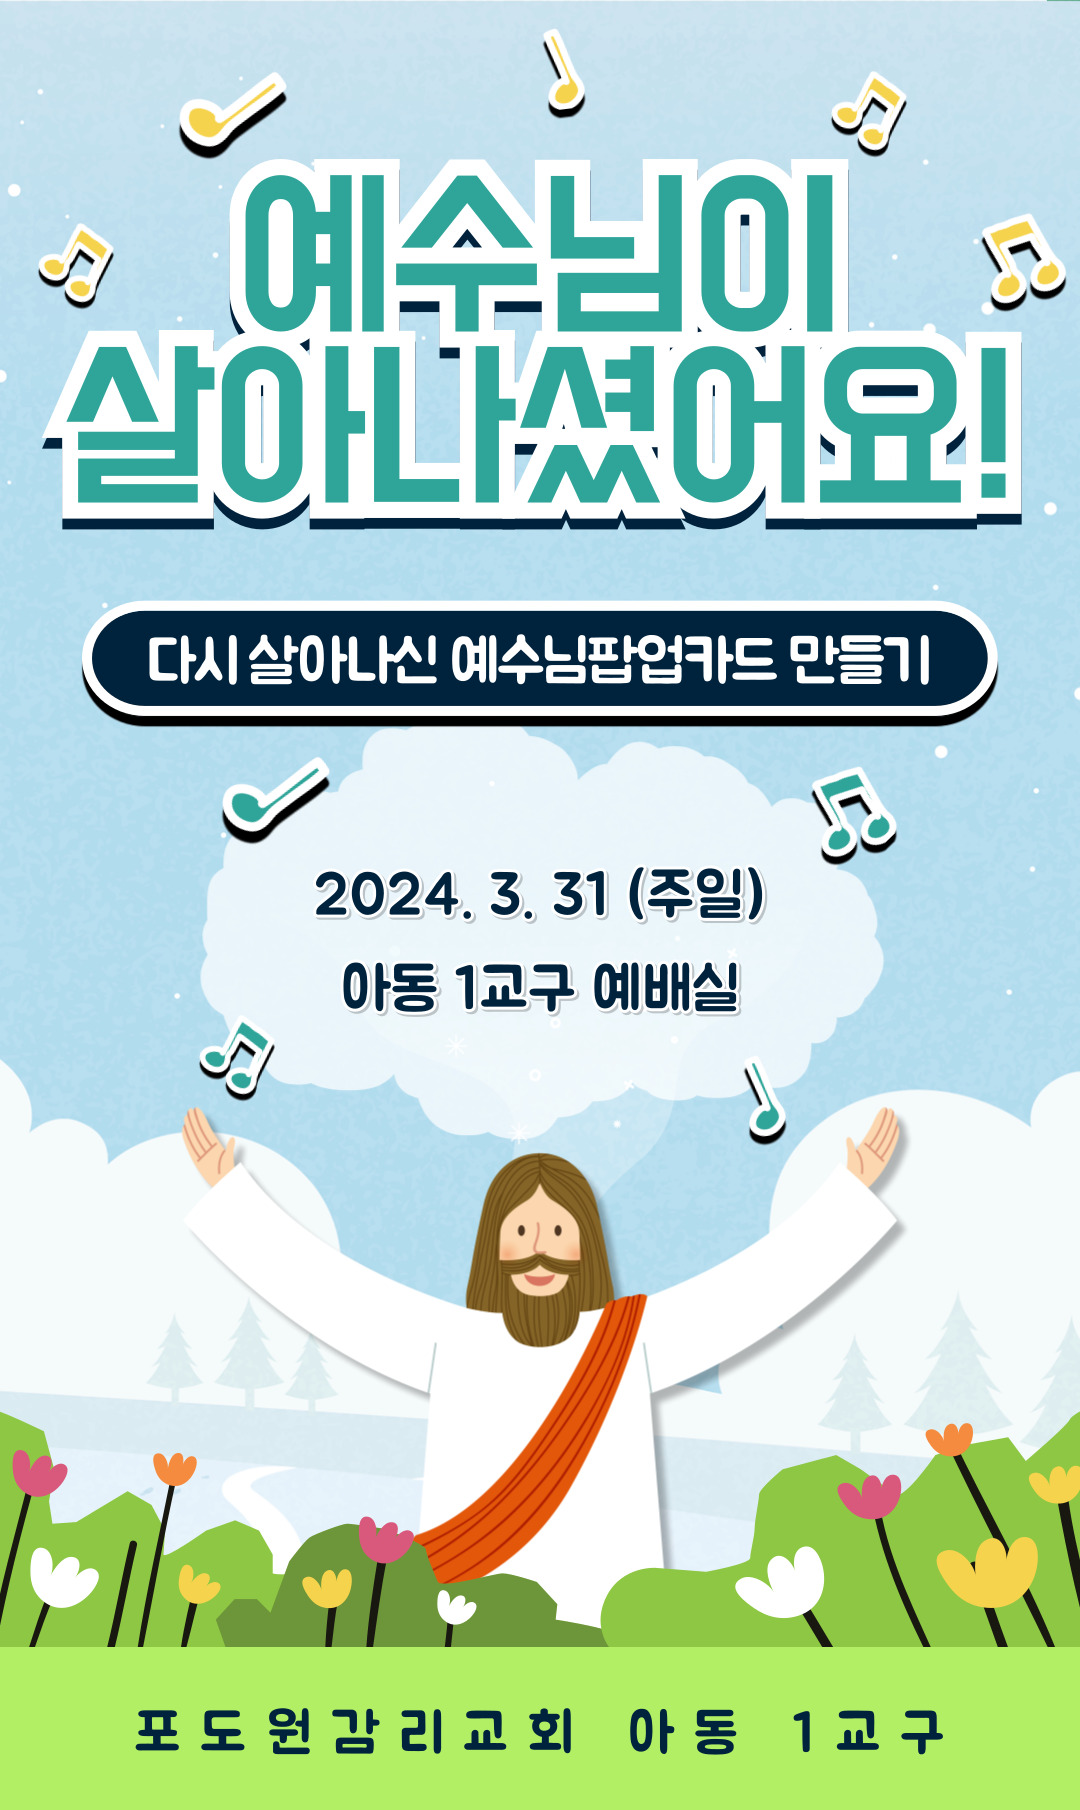 예수님이
살아나셨어요!
다시 살아나신 예수님팝업카드 만들기
2024. 3. 31 (주일)
아동 1교구 예배실
포도원감리교회 아동 1교구